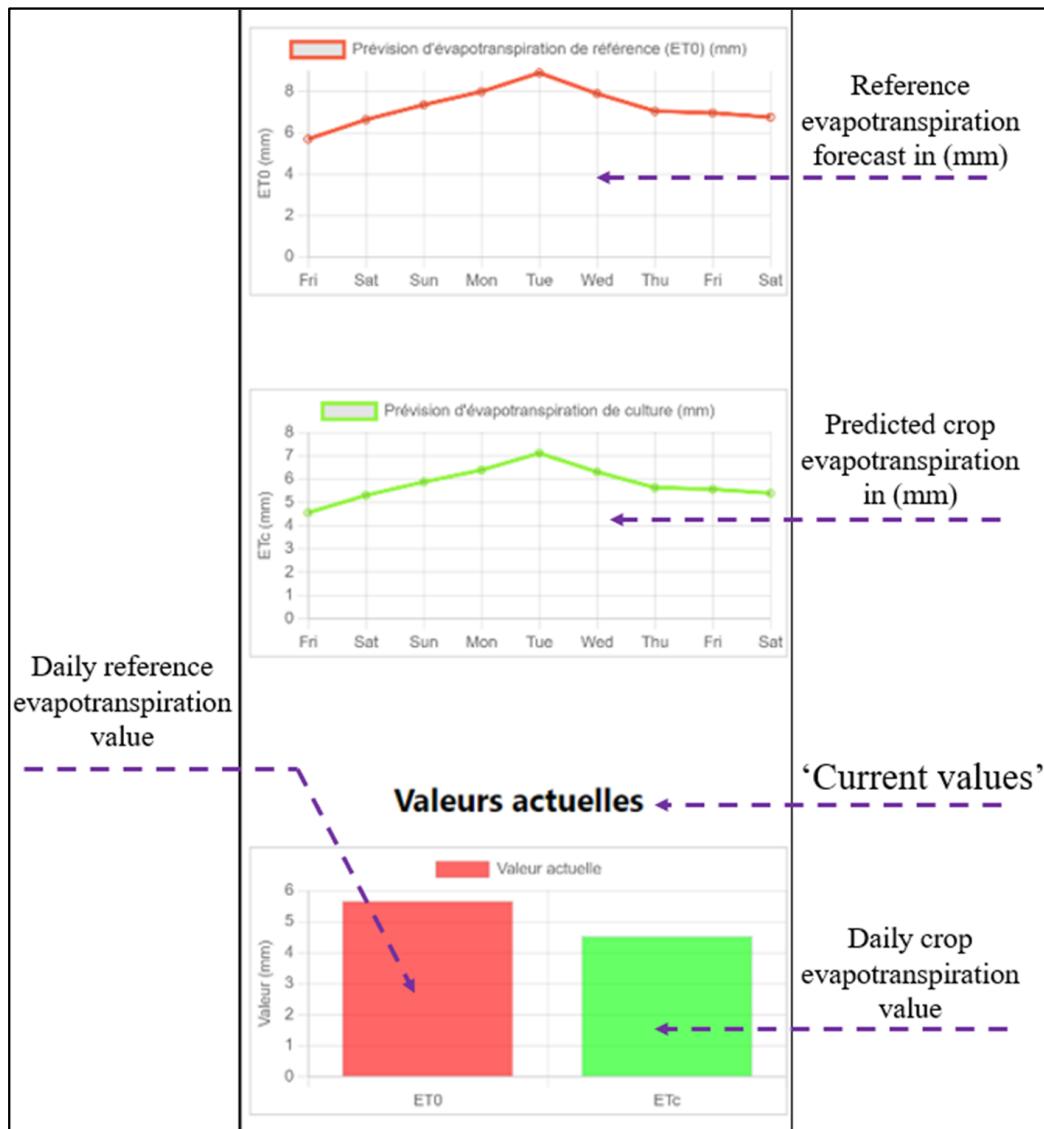 Prévision d'évapotranspiration de référence (ET0) (mm)
8
6
4
2
0
ET0 (mm)
Fri Sat Sun Mon Tue Wed Thu Fri Sat
Reference
evapotranspiration
forecast in (mm)
Prévision d'évapotranspiration de culture (mm)
8
7
6
5
4
3
2
1
0
ETc (mm)
Fri Sat Sun Mon Tue Wed Thu Fri Sat
Predicted crop
evapotranspiration
in (mm)
Daily reference
evapotranspiration
value
Valeurs actuelles
‘Current values’
Valeur actuelle
6
5
4
3
2
1
0
Valeur (mm)
ET0 ETc
Daily crop
evapotranspiration
value